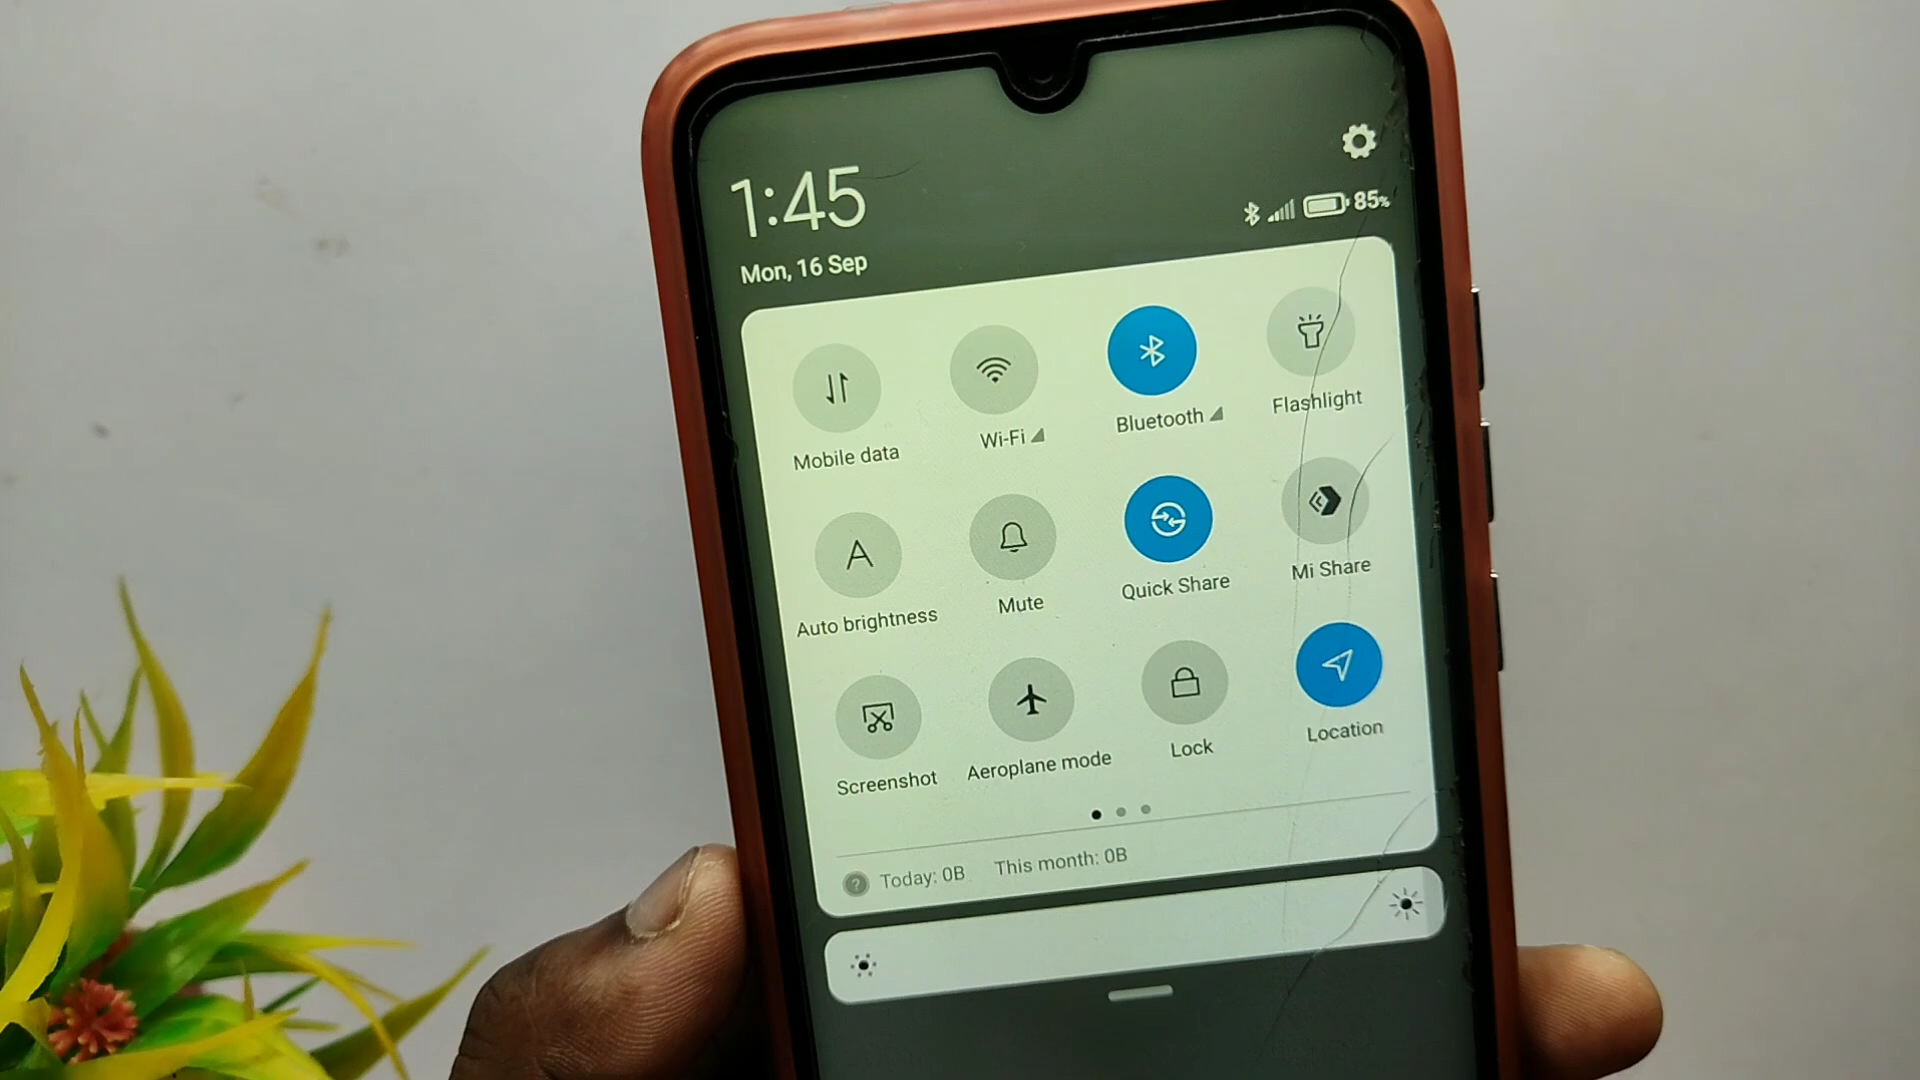 1:45
85%
Mon, 16 Sep
Mobile data
Wi-Fi
Bluetooth
Flashlight
A
Auto brightness
Mute
Quick Share
Mi Share
Screenshot
Aeroplane mode
Lock
Location
? Today: 0B This month: 0B